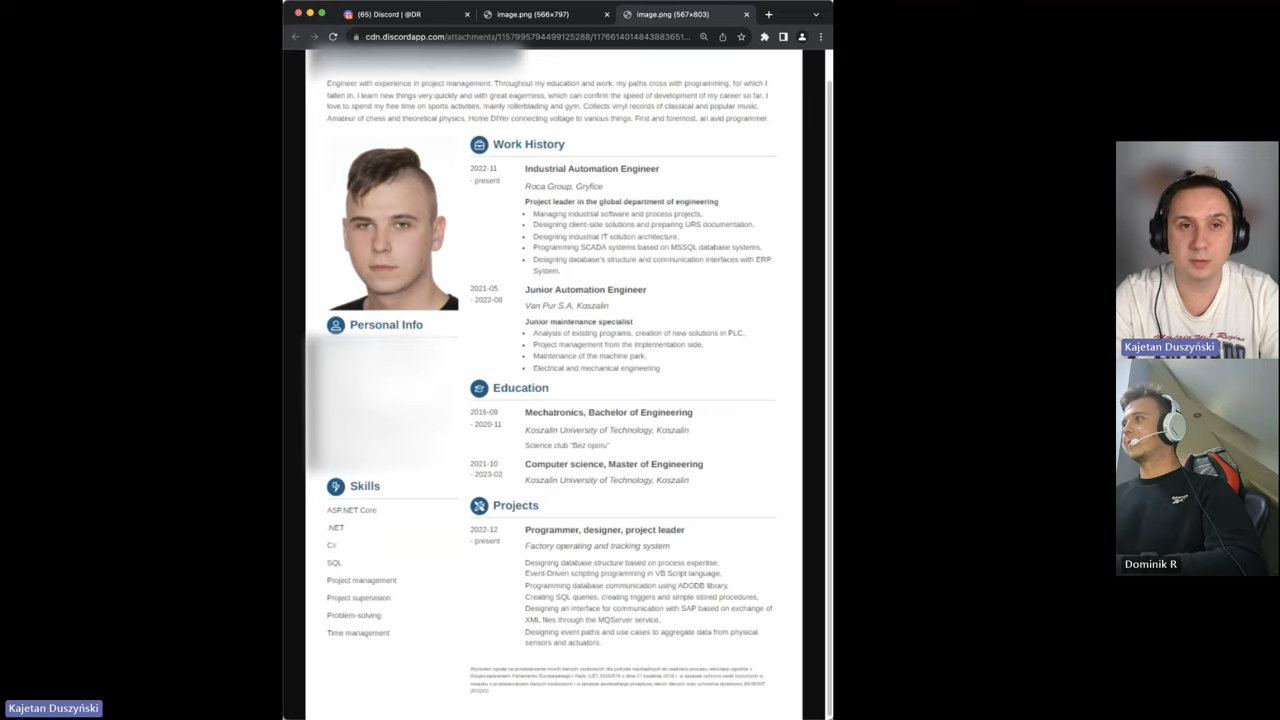 (65) Discord | @DR
image.png (566×797)
image.png (567×803)
cdn.discordapp.com/attachments/1157995794499125288/1176614014843883651...
Engineer with experience in project management. Throughout my education and work, my paths cross with programming, for which I
fallen in. I learn new things very quickly and with great eagerness, which can confirm the speed of development of my career so far. I
love to spend my free time on sports activities, mainly rollerblading and gym. Collects vinyl records of classical and popular music.
Amateur of chess and theoretical physics. Home DIYer connecting voltage to various things. First and foremost, an avid programmer.
Personal Info
Skills
ASP.NET Core
.NET
C#
SQL
Project management
Project supervision
Problem-solving
Time management
Work History
2022-11
- present
Industrial Automation Engineer
Roca Group, Gryfice
Project leader in the global department of engineering
• Managing industrial software and process projects,
• Designing client-side solutions and preparing URS documentation,
• Designing industrial IT solution architecture,
• Programming SCADA systems based on MSSQL database systems,
• Designing database's structure and communication interfaces with ERP
System,
2021-05
- 2022-08
Junior Automation Engineer
Van Pur S.A, Koszalin
Junior maintenance specialist
• Analysis of existing programs, creation of new solutions in PLC,
• Project management from the implementation side,
• Maintenance of the machine park,
• Electrical and mechanical engineering
Education
2016-09
- 2020-11
Mechatronics, Bachelor of Engineering
Koszalin University of Technology, Koszalin
Science club "Bez oporu"
2021-10
- 2023-02
Computer science, Master of Engineering
Koszalin University of Technology, Koszalin
Projects
2022-12
- present
Programmer, designer, project leader
Factory operating and tracking system
Designing database structure based on process expertise,
Event-Driven scripting programming in VB Script language,
Programming database communication using ADODB library,
Creating SQL queries, creating triggers and simple stored procedures,
Designing an interface for communication with SAP based on exchange of
XML files through the MQServer service,
Designing event paths and use cases to aggregate data from physical
sensors and actuators,
Kajetan Duszyński
Dominik R
Kajetan Duszyński